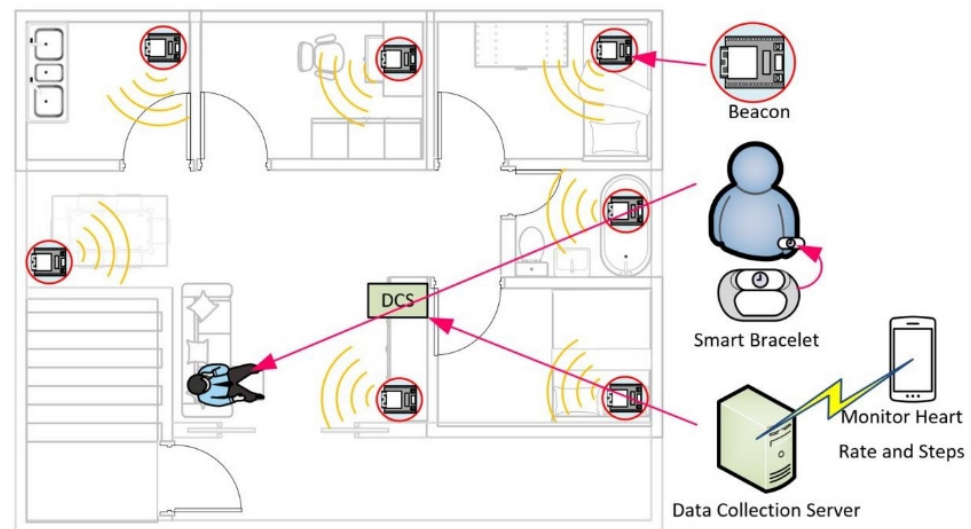 Beacon
DCS
Smart Bracelet
Monitor Heart
Rate and Steps
Data Collection Server